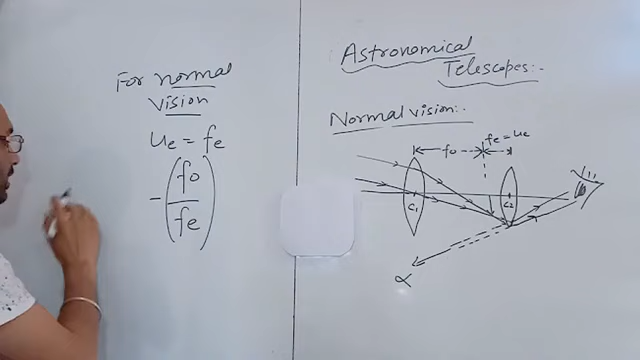 For normal
vision
ue = fe
-(fo/fe)
Astronomical
Telescopes:-
Normal vision:-
fo
fe = ue
C1
C2
α